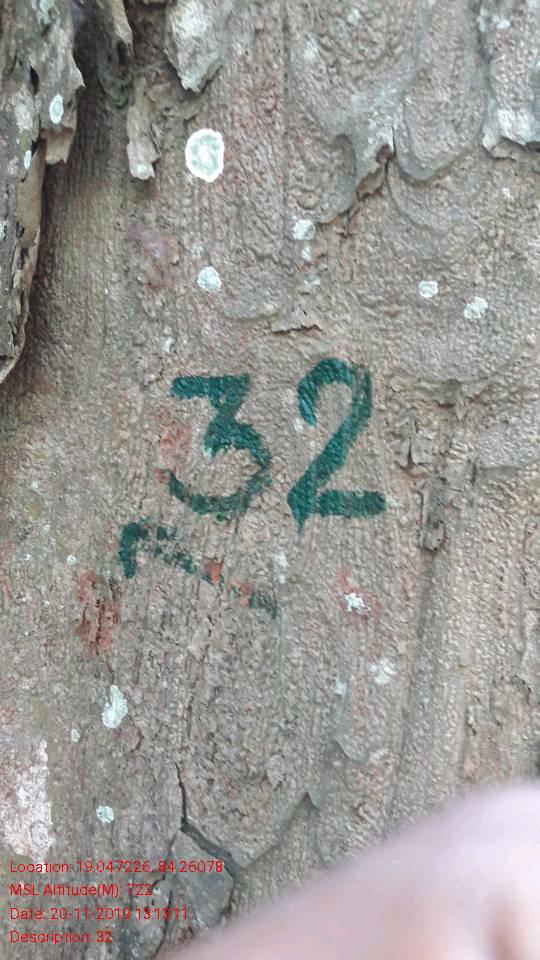 32
Location: 19.047226, 84.26078
MSL Altitude(M): 722
Date: 20-11-2019 13:13:11
Description: 32